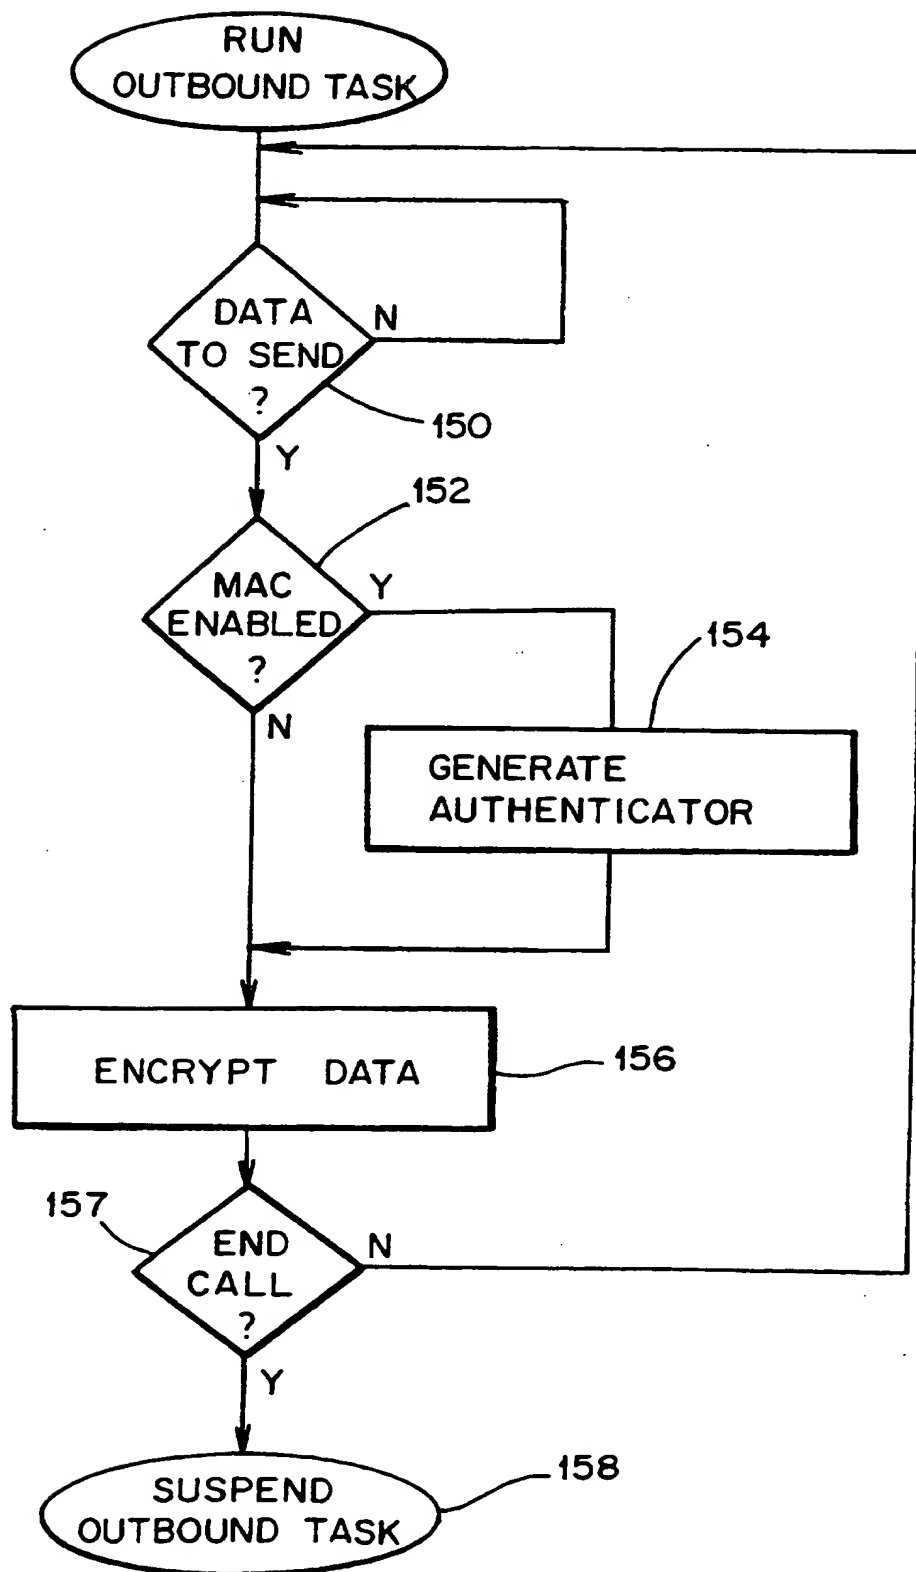 RUN
OUTBOUND TASK
DATA
TO SEND
?
N
150
Y
152
MAC
ENABLED
?
Y
N
154
GENERATE
AUTHENTICATOR
ENCRYPT DATA
156
157
END
CALL
?
N
Y
SUSPEND
OUTBOUND TASK
158